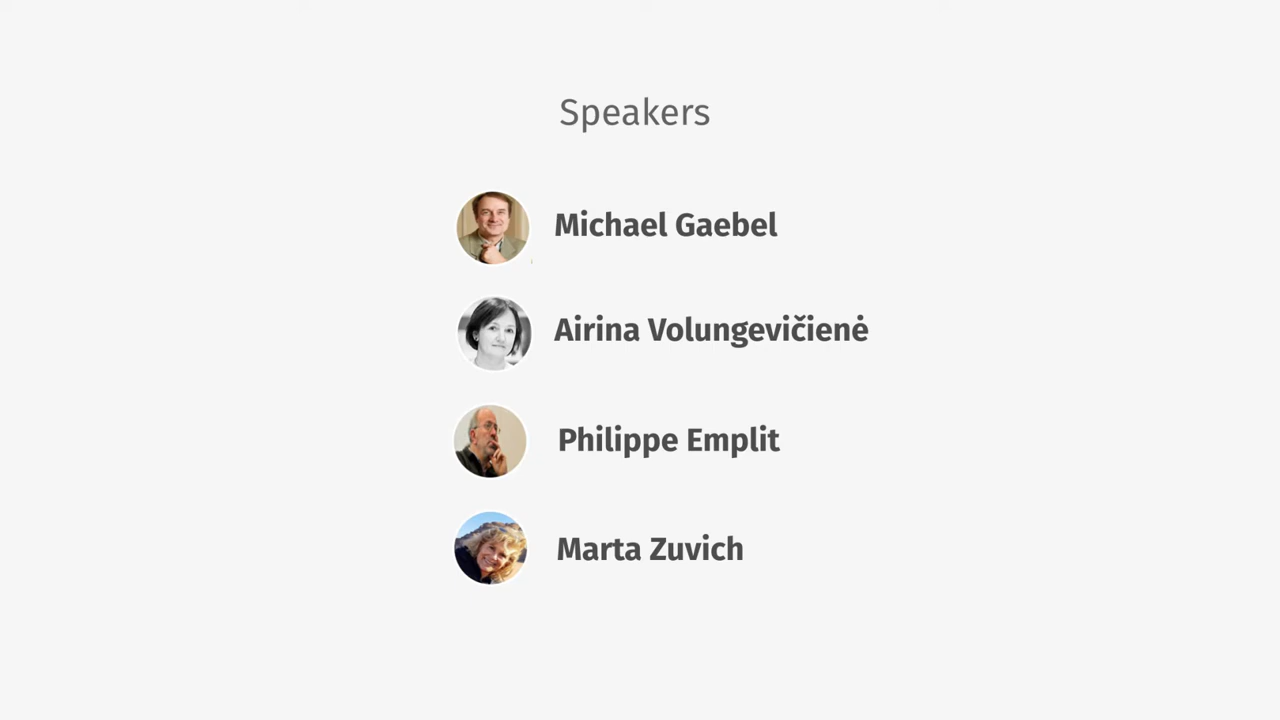 Speakers
Michael Gaebel
Airina Volungevičienė
Philippe Emplit
Marta Zuvich